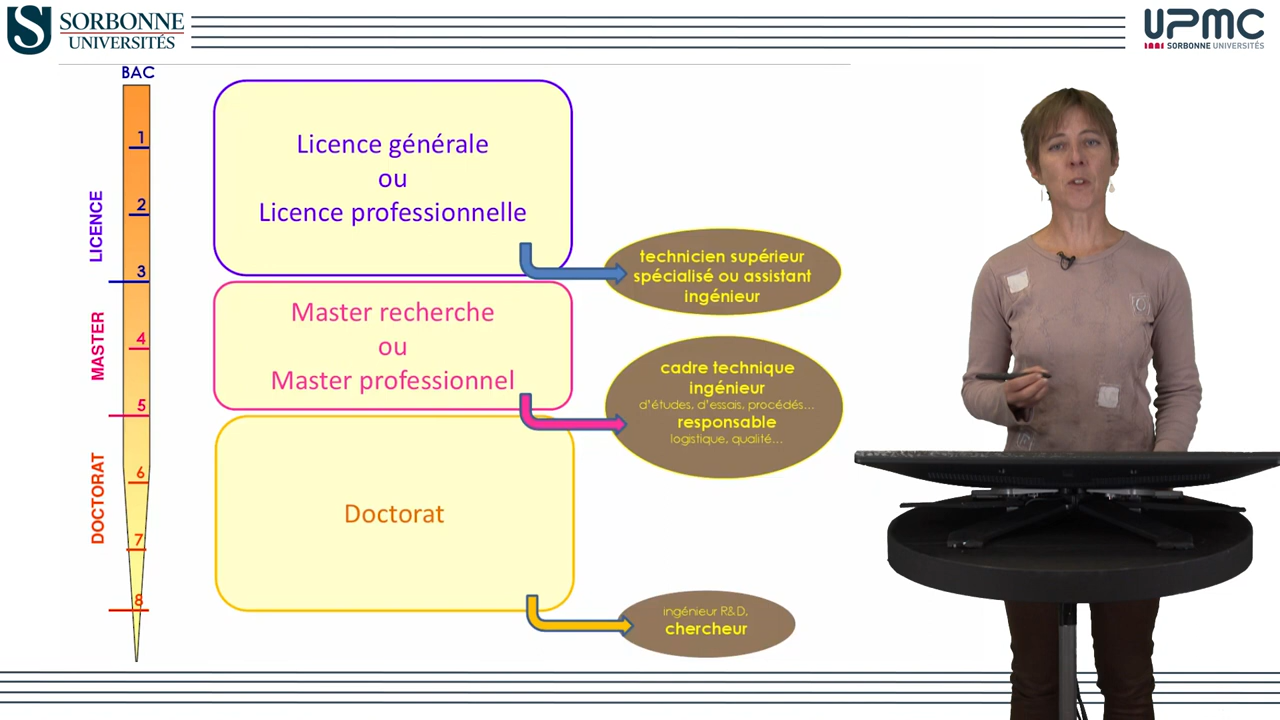 SORBONNE
UNIVERSITÉS
UPMC
SORBONNE UNIVERSITÉS
BAC
1
2
3
4
5
6
7
8
LICENCE
MASTER
DOCTORAT
Licence générale
ou
Licence professionnelle
technicien supérieur
spécialisé ou assistant
ingénieur
Master recherche
ou
Master professionnel
cadre technique
ingénieur
d'études, d'essais, procédés...
responsable
logistique, qualité...
Doctorat
ingénieur R&D,
chercheur